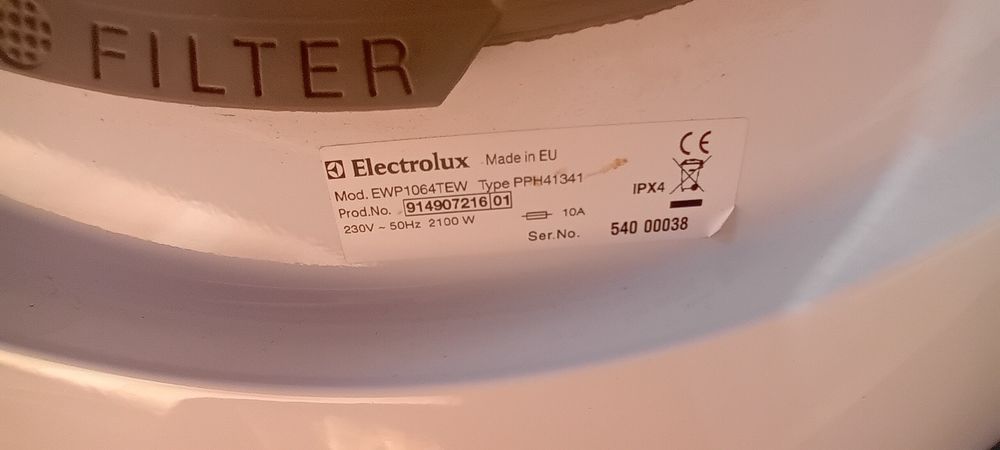 FILTER
Electrolux Made in EU
Mod. EWP1064TEW Type PPH41341
Prod.No. 914907216 01
230V ~ 50Hz 2100 W
10A
Ser.No. 540 00038
CE
IPX4